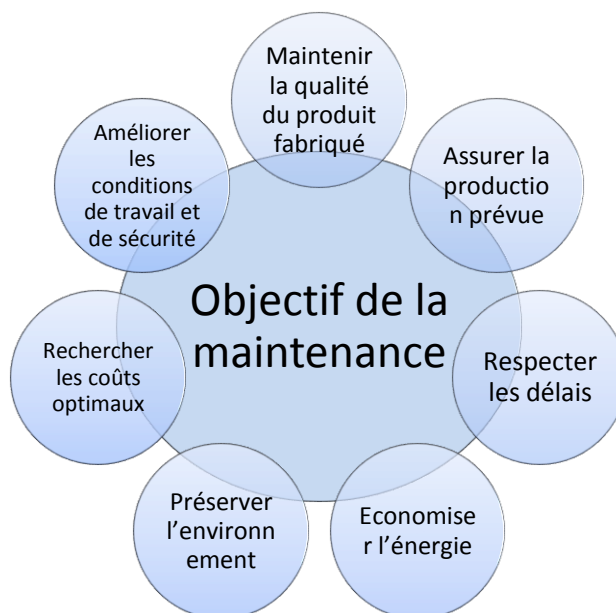 Maintenir
la qualité
du produit
fabriqué
Assurer la
productio
n prévue
Respecter
les délais
Economise
r l’énergie
Préserver
l’environn
ement
Rechercher
les coûts
optimaux
Améliorer
les
conditions
de travail et
de sécurité
Objectif de la
maintenance